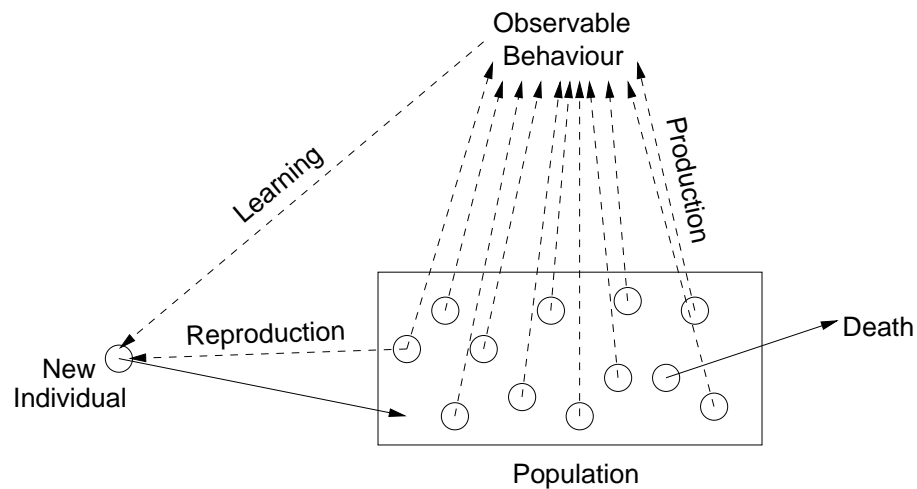 Observable
Behaviour
Learning
Production
Reproduction
Death
New
Individual
Population